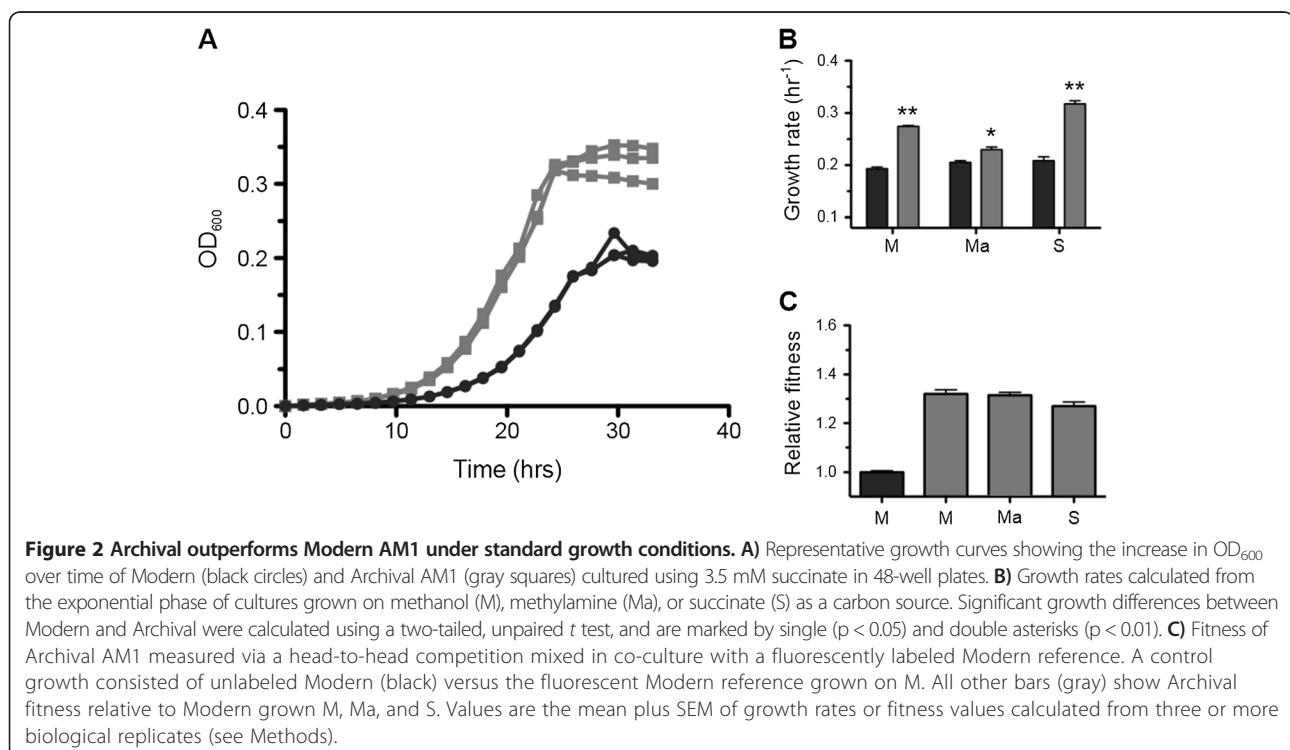 A
OD600
0.4
0.3
0.2
0.1
0.0
0 10 20 30 40
Time (hrs)
B
Growth rate (hr-1)
0.4
0.3
0.2
0.1
** * **
M Ma S
C
Relative fitness
1.6
1.4
1.2
1.0
M M Ma S
Figure 2 Archival outperforms Modern AM1 under standard growth conditions. A) Representative growth curves showing the increase in OD600
over time of Modern (black circles) and Archival AM1 (gray squares) cultured using 3.5 mM succinate in 48-well plates. B) Growth rates calculated from
the exponential phase of cultures grown on methanol (M), methylamine (Ma), or succinate (S) as a carbon source. Significant growth differences between
Modern and Archival were calculated using a two-tailed, unpaired t test, and are marked by single (p < 0.05) and double asterisks (p < 0.01). C) Fitness of
Archival AM1 measured via a head-to-head competition mixed in co-culture with a fluorescently labeled Modern reference. A control
growth consisted of unlabeled Modern (black) versus the fluorescent Modern reference grown on M. All other bars (gray) show Archival
fitness relative to Modern grown M, Ma, and S. Values are the mean plus SEM of growth rates or fitness values calculated from three or more
biological replicates (see Methods).